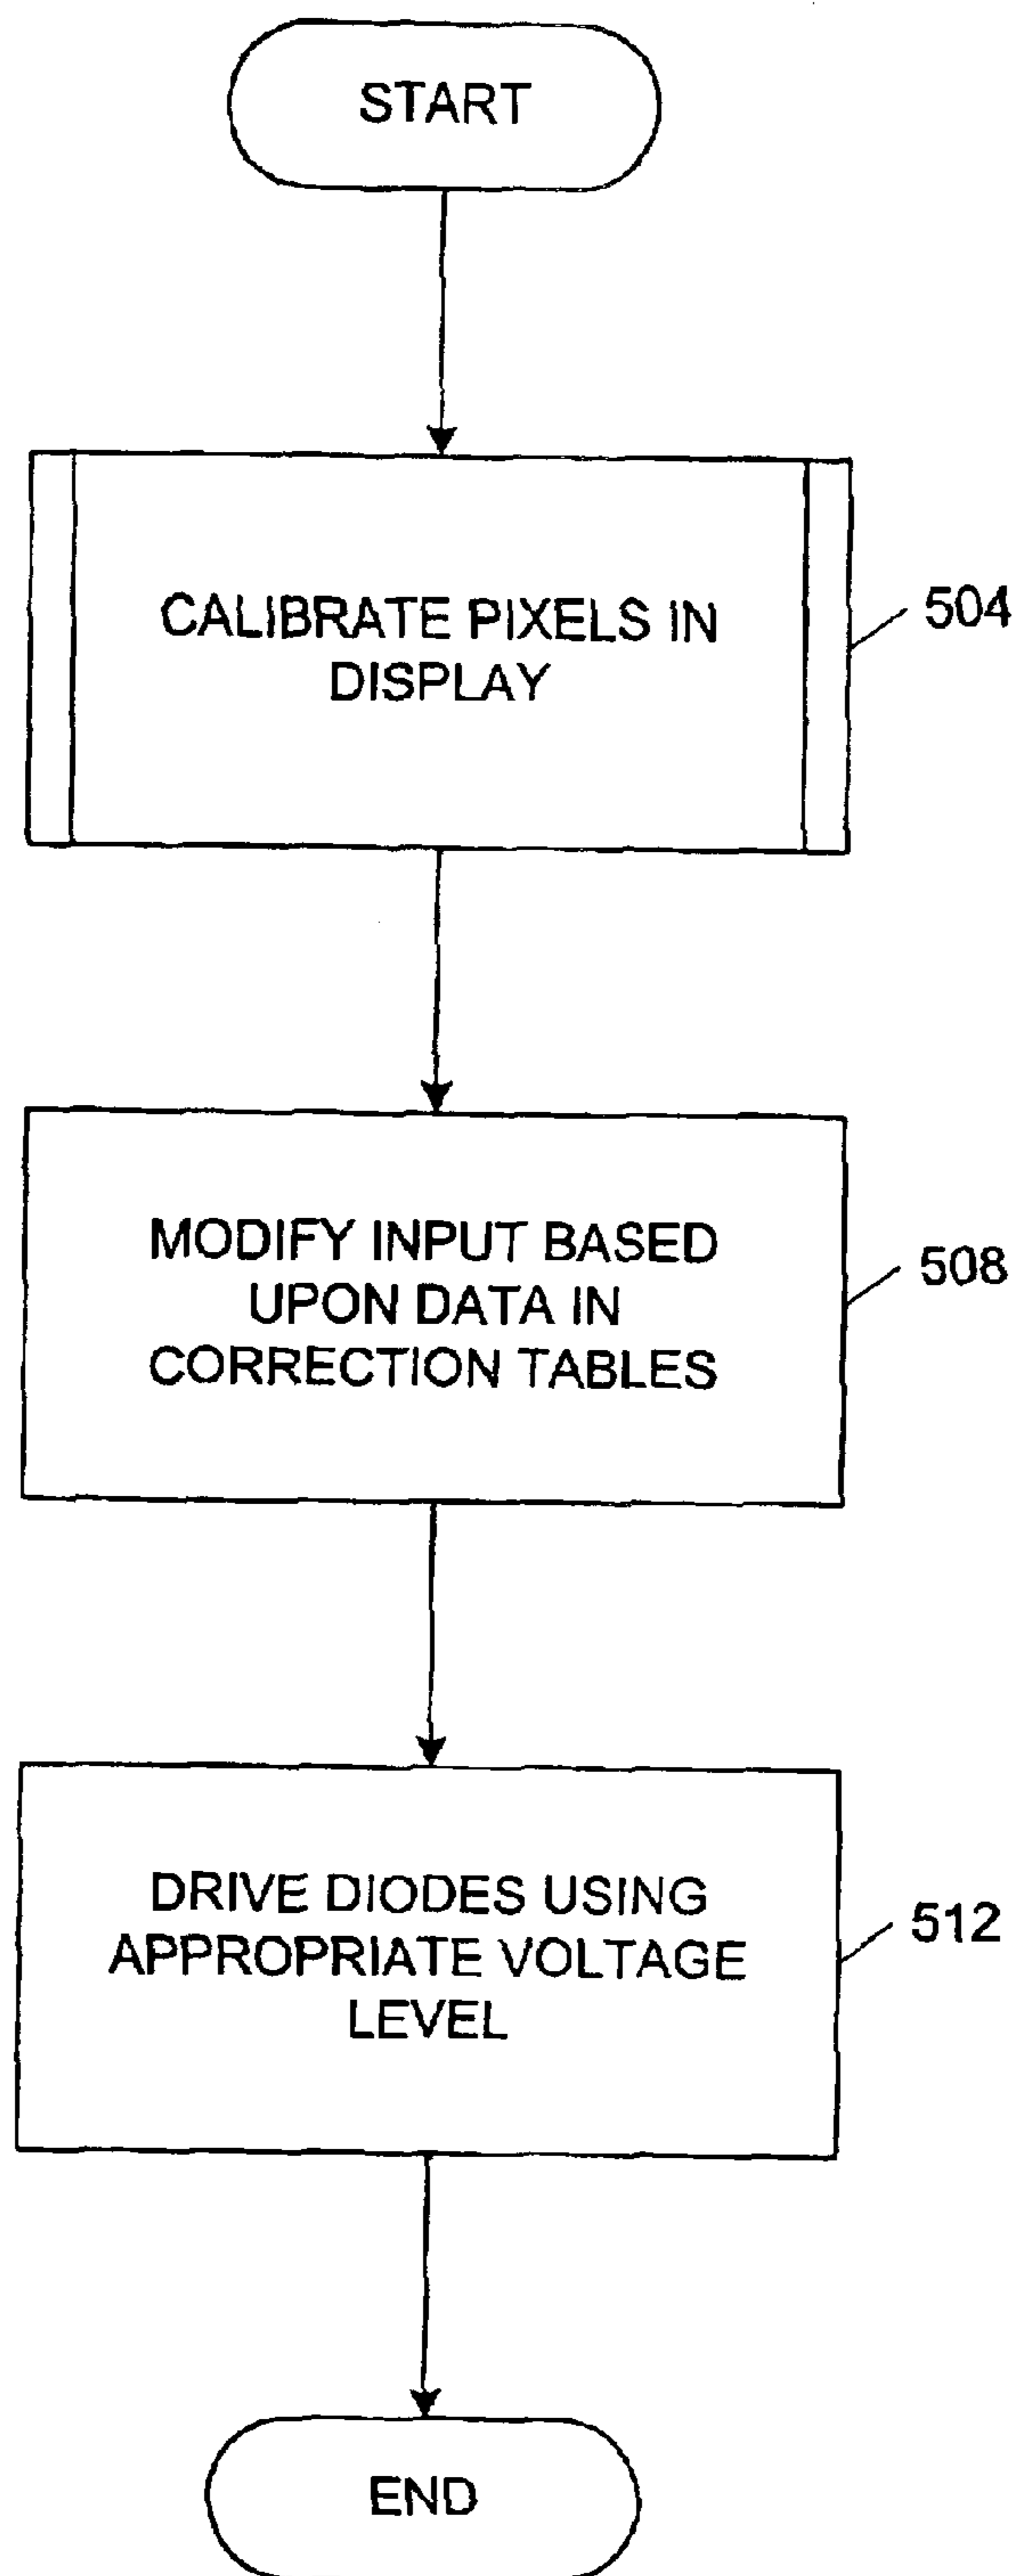 START
CALIBRATE PIXELS IN
DISPLAY
504
MODIFY INPUT BASED
UPON DATA IN
CORRECTION TABLES
508
DRIVE DIODES USING
APPROPRIATE VOLTAGE
LEVEL
512
END